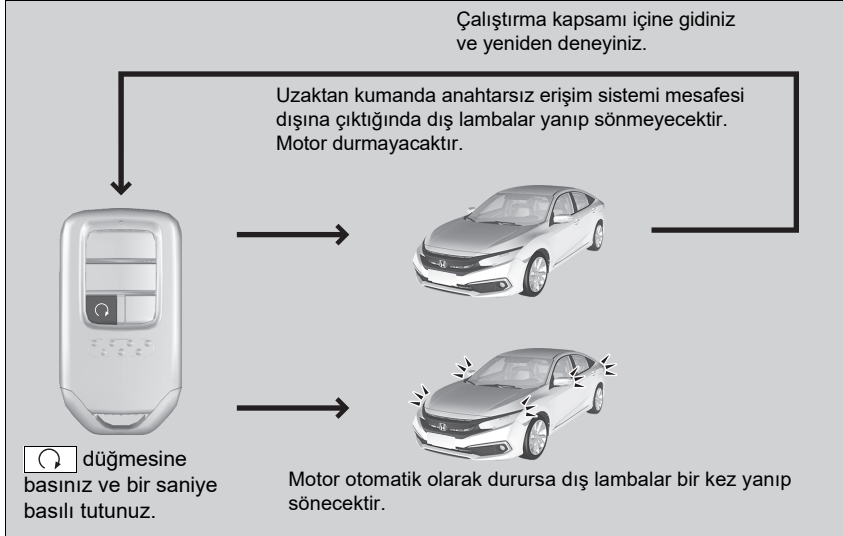 Çalıştırma kapsamı içine gidiniz
ve yeniden deneyiniz.
Uzaktan kumanda anahtarsız erişim sistemi mesafesi
dışına çıktığında dış lambalar yanıp sönmeyecektir.
Motor durmayacaktır.
düğmesine
basınız ve bir saniye
basılı tutunuz.
Motor otomatik olarak durursa dış lambalar bir kez yanıp
sönecektir.